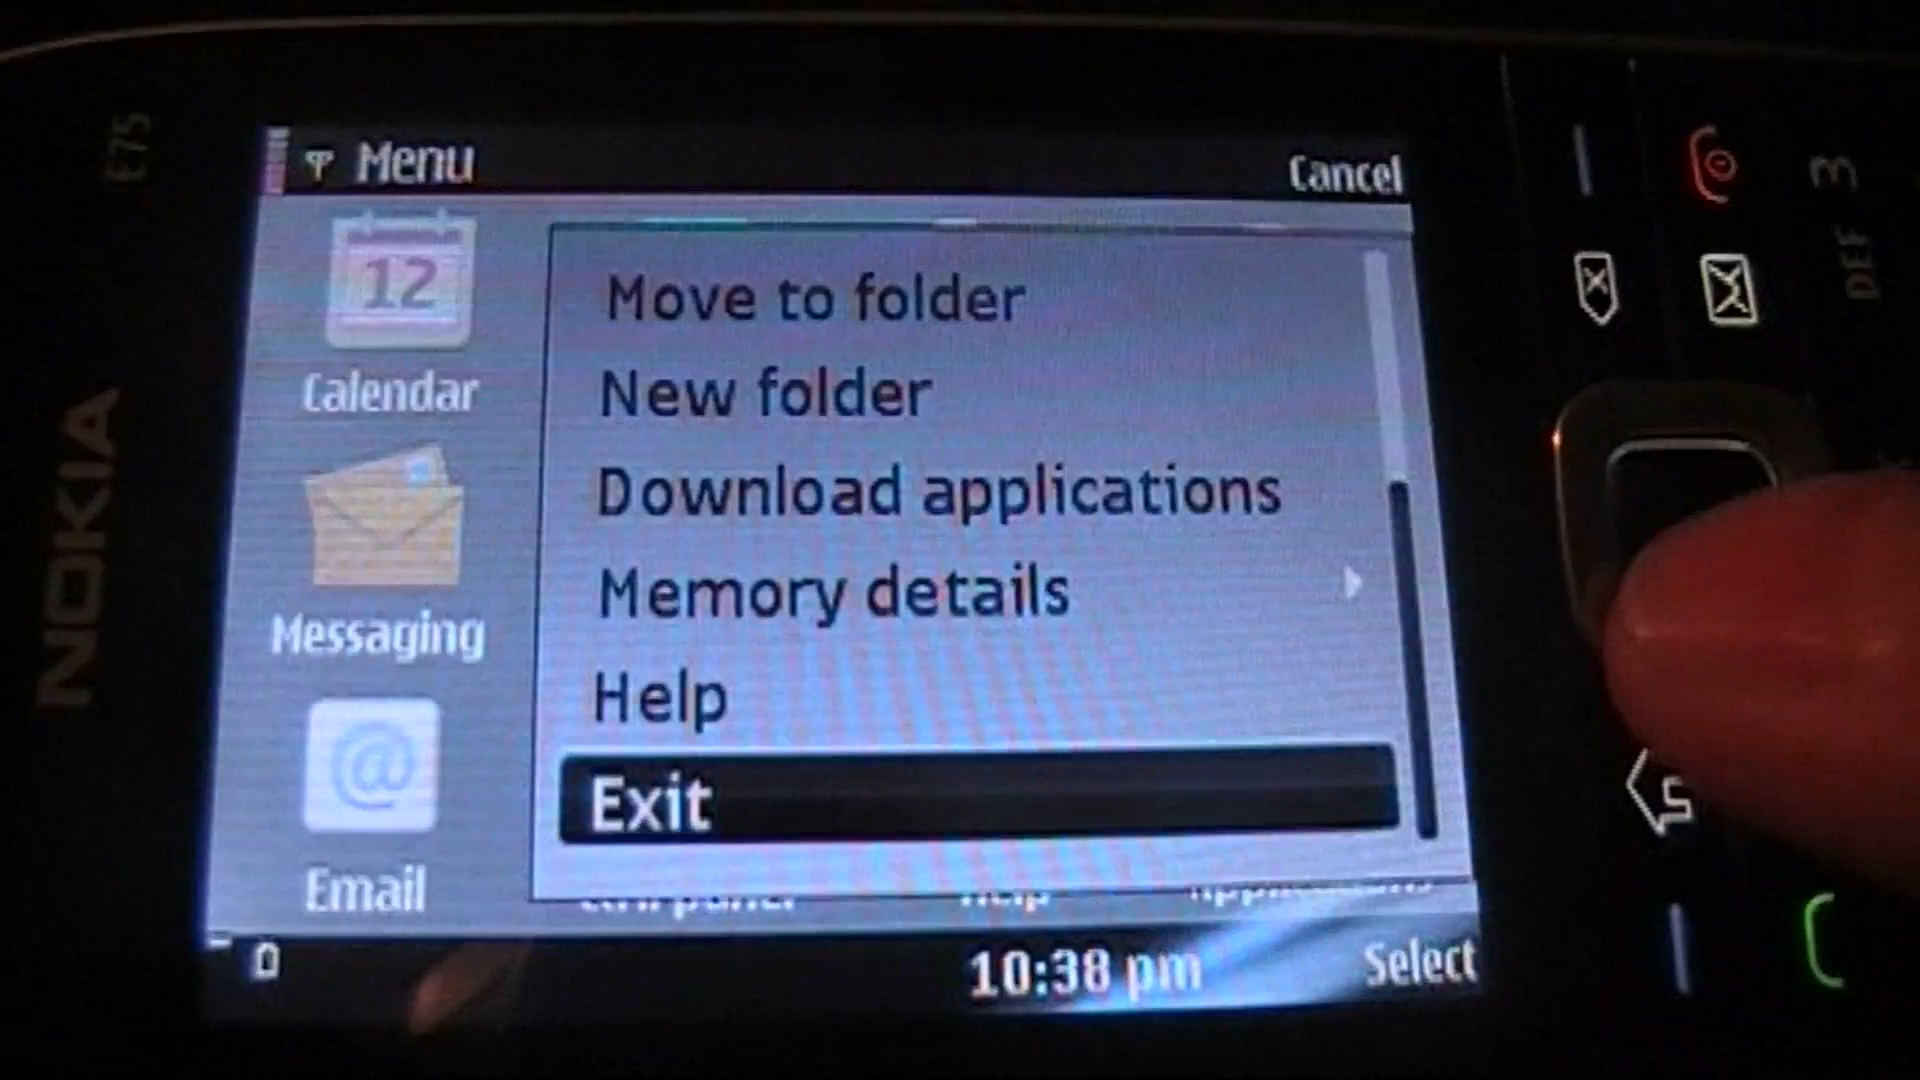 E75
NOKIA
Menu
Cancel
12
Calendar
Messaging
@
Email
Move to folder
New folder
Download applications
Memory details
Help
Exit
Help
10:38 pm
Select
3
DEF